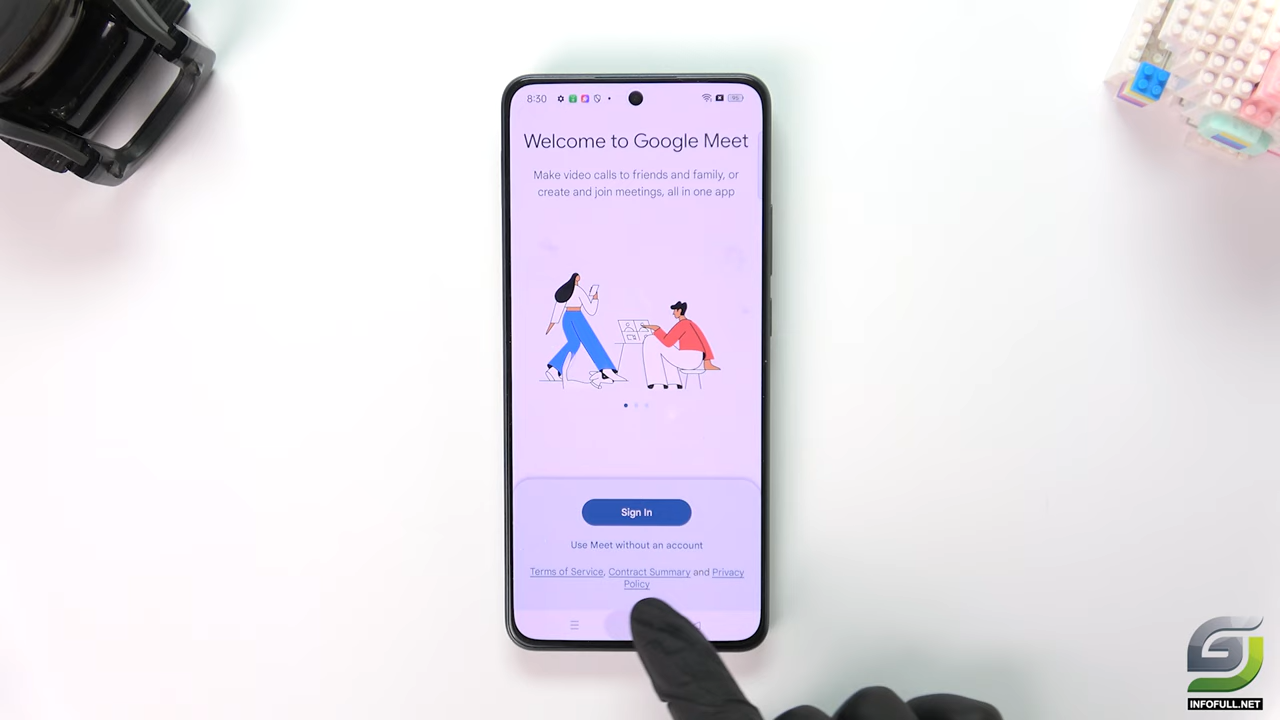 8:30
Welcome to Google Meet
Make video calls to friends and family, or
create and join meetings, all in one app
Sign In
Use Meet without an account
Terms of Service, Contract Summary and Privacy
Policy
INFOFULL.NET